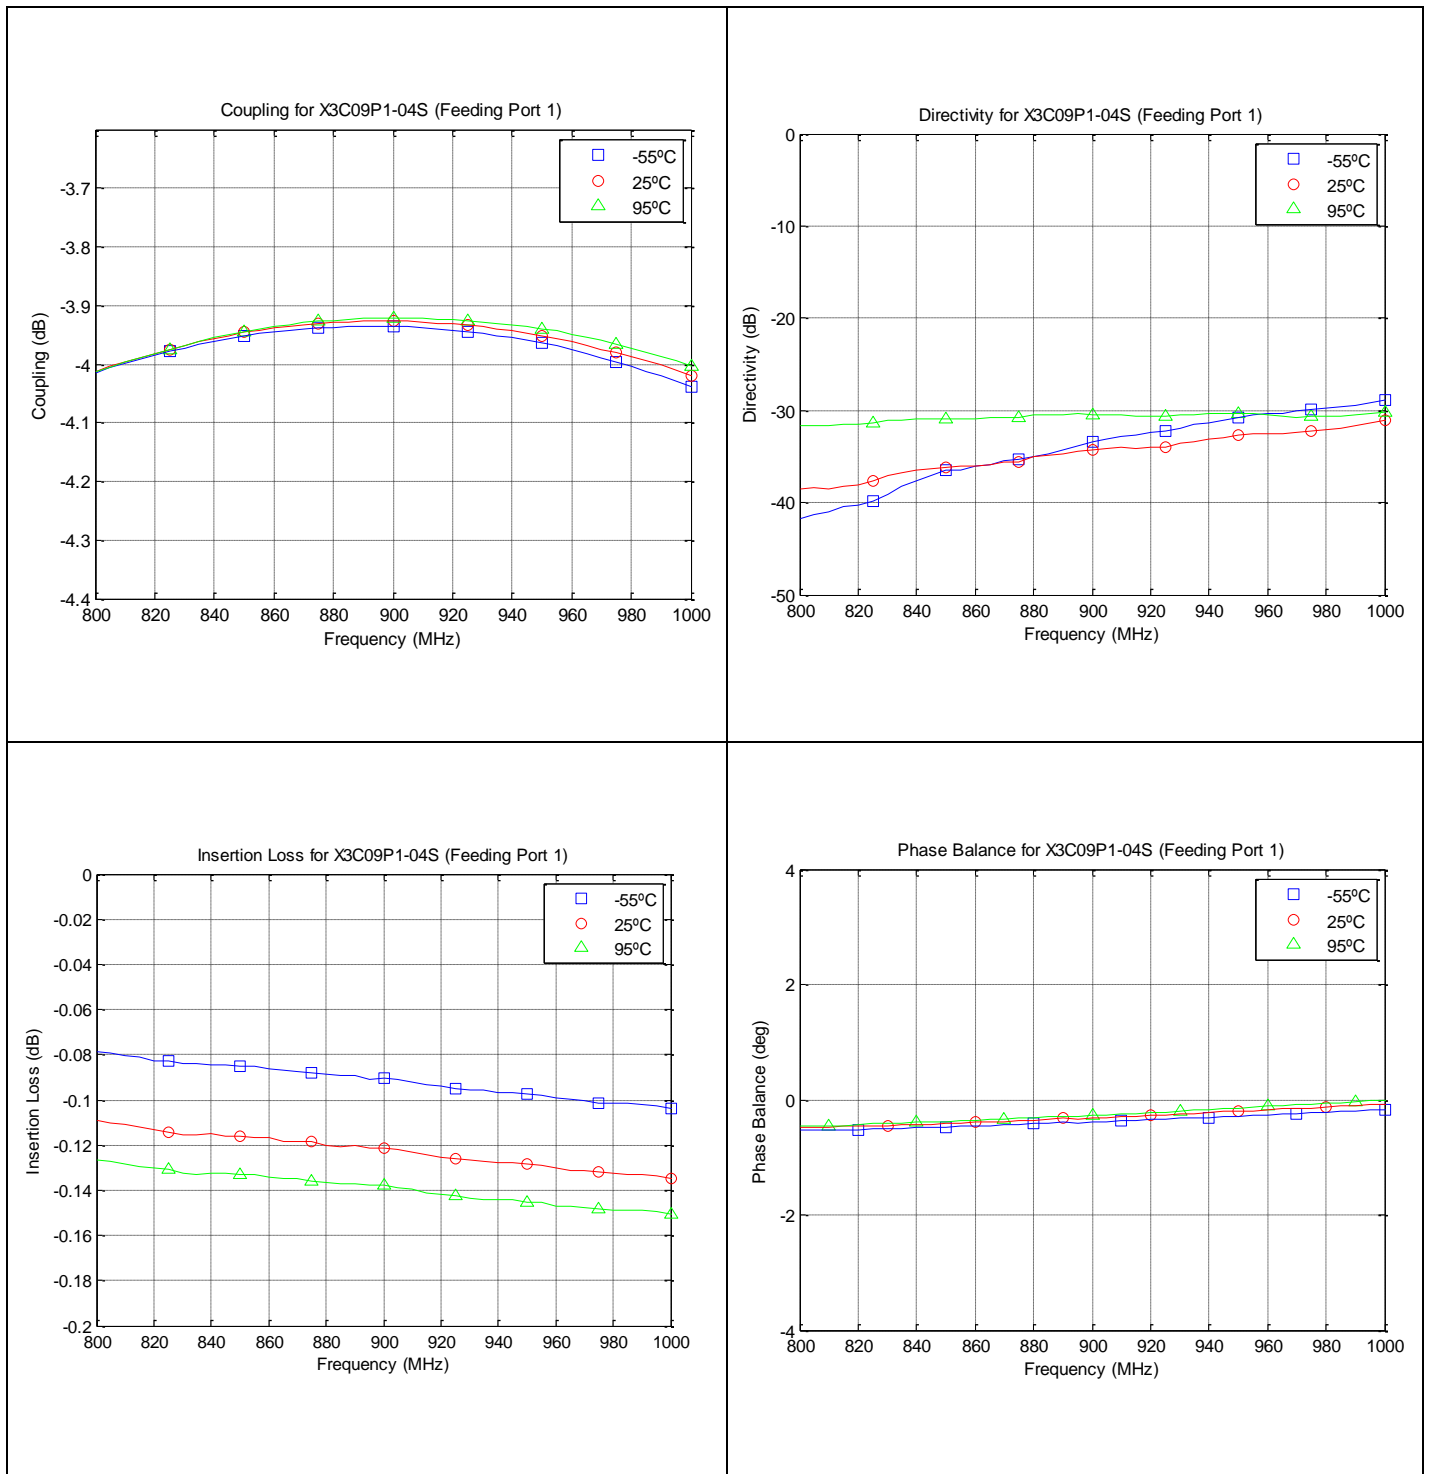 Coupling for X3C09P1-04S (Feeding Port 1)
-55ºC
25ºC
95ºC
-3.7
-3.8
-3.9
-4
-4.1
-4.2
-4.3
-4.4
Coupling (dB)
800 820 840 860 880 900 920 940 960 980 1000
Frequency (MHz)
Directivity for X3C09P1-04S (Feeding Port 1)
-55ºC
25ºC
95ºC
0
-10
-20
-30
-40
-50
Directivity (dB)
800 820 840 860 880 900 920 940 960 980 1000
Frequency (MHz)
Insertion Loss for X3C09P1-04S (Feeding Port 1)
-55ºC
25ºC
95ºC
0
-0.02
-0.04
-0.06
-0.08
-0.1
-0.12
-0.14
-0.16
-0.18
-0.2
Insertion Loss (dB)
800 820 840 860 880 900 920 940 960 980 1000
Frequency (MHz)
Phase Balance for X3C09P1-04S (Feeding Port 1)
-55ºC
25ºC
95ºC
4
2
0
-2
-4
Phase Balance (deg)
800 820 840 860 880 900 920 940 960 980 1000
Frequency (MHz)